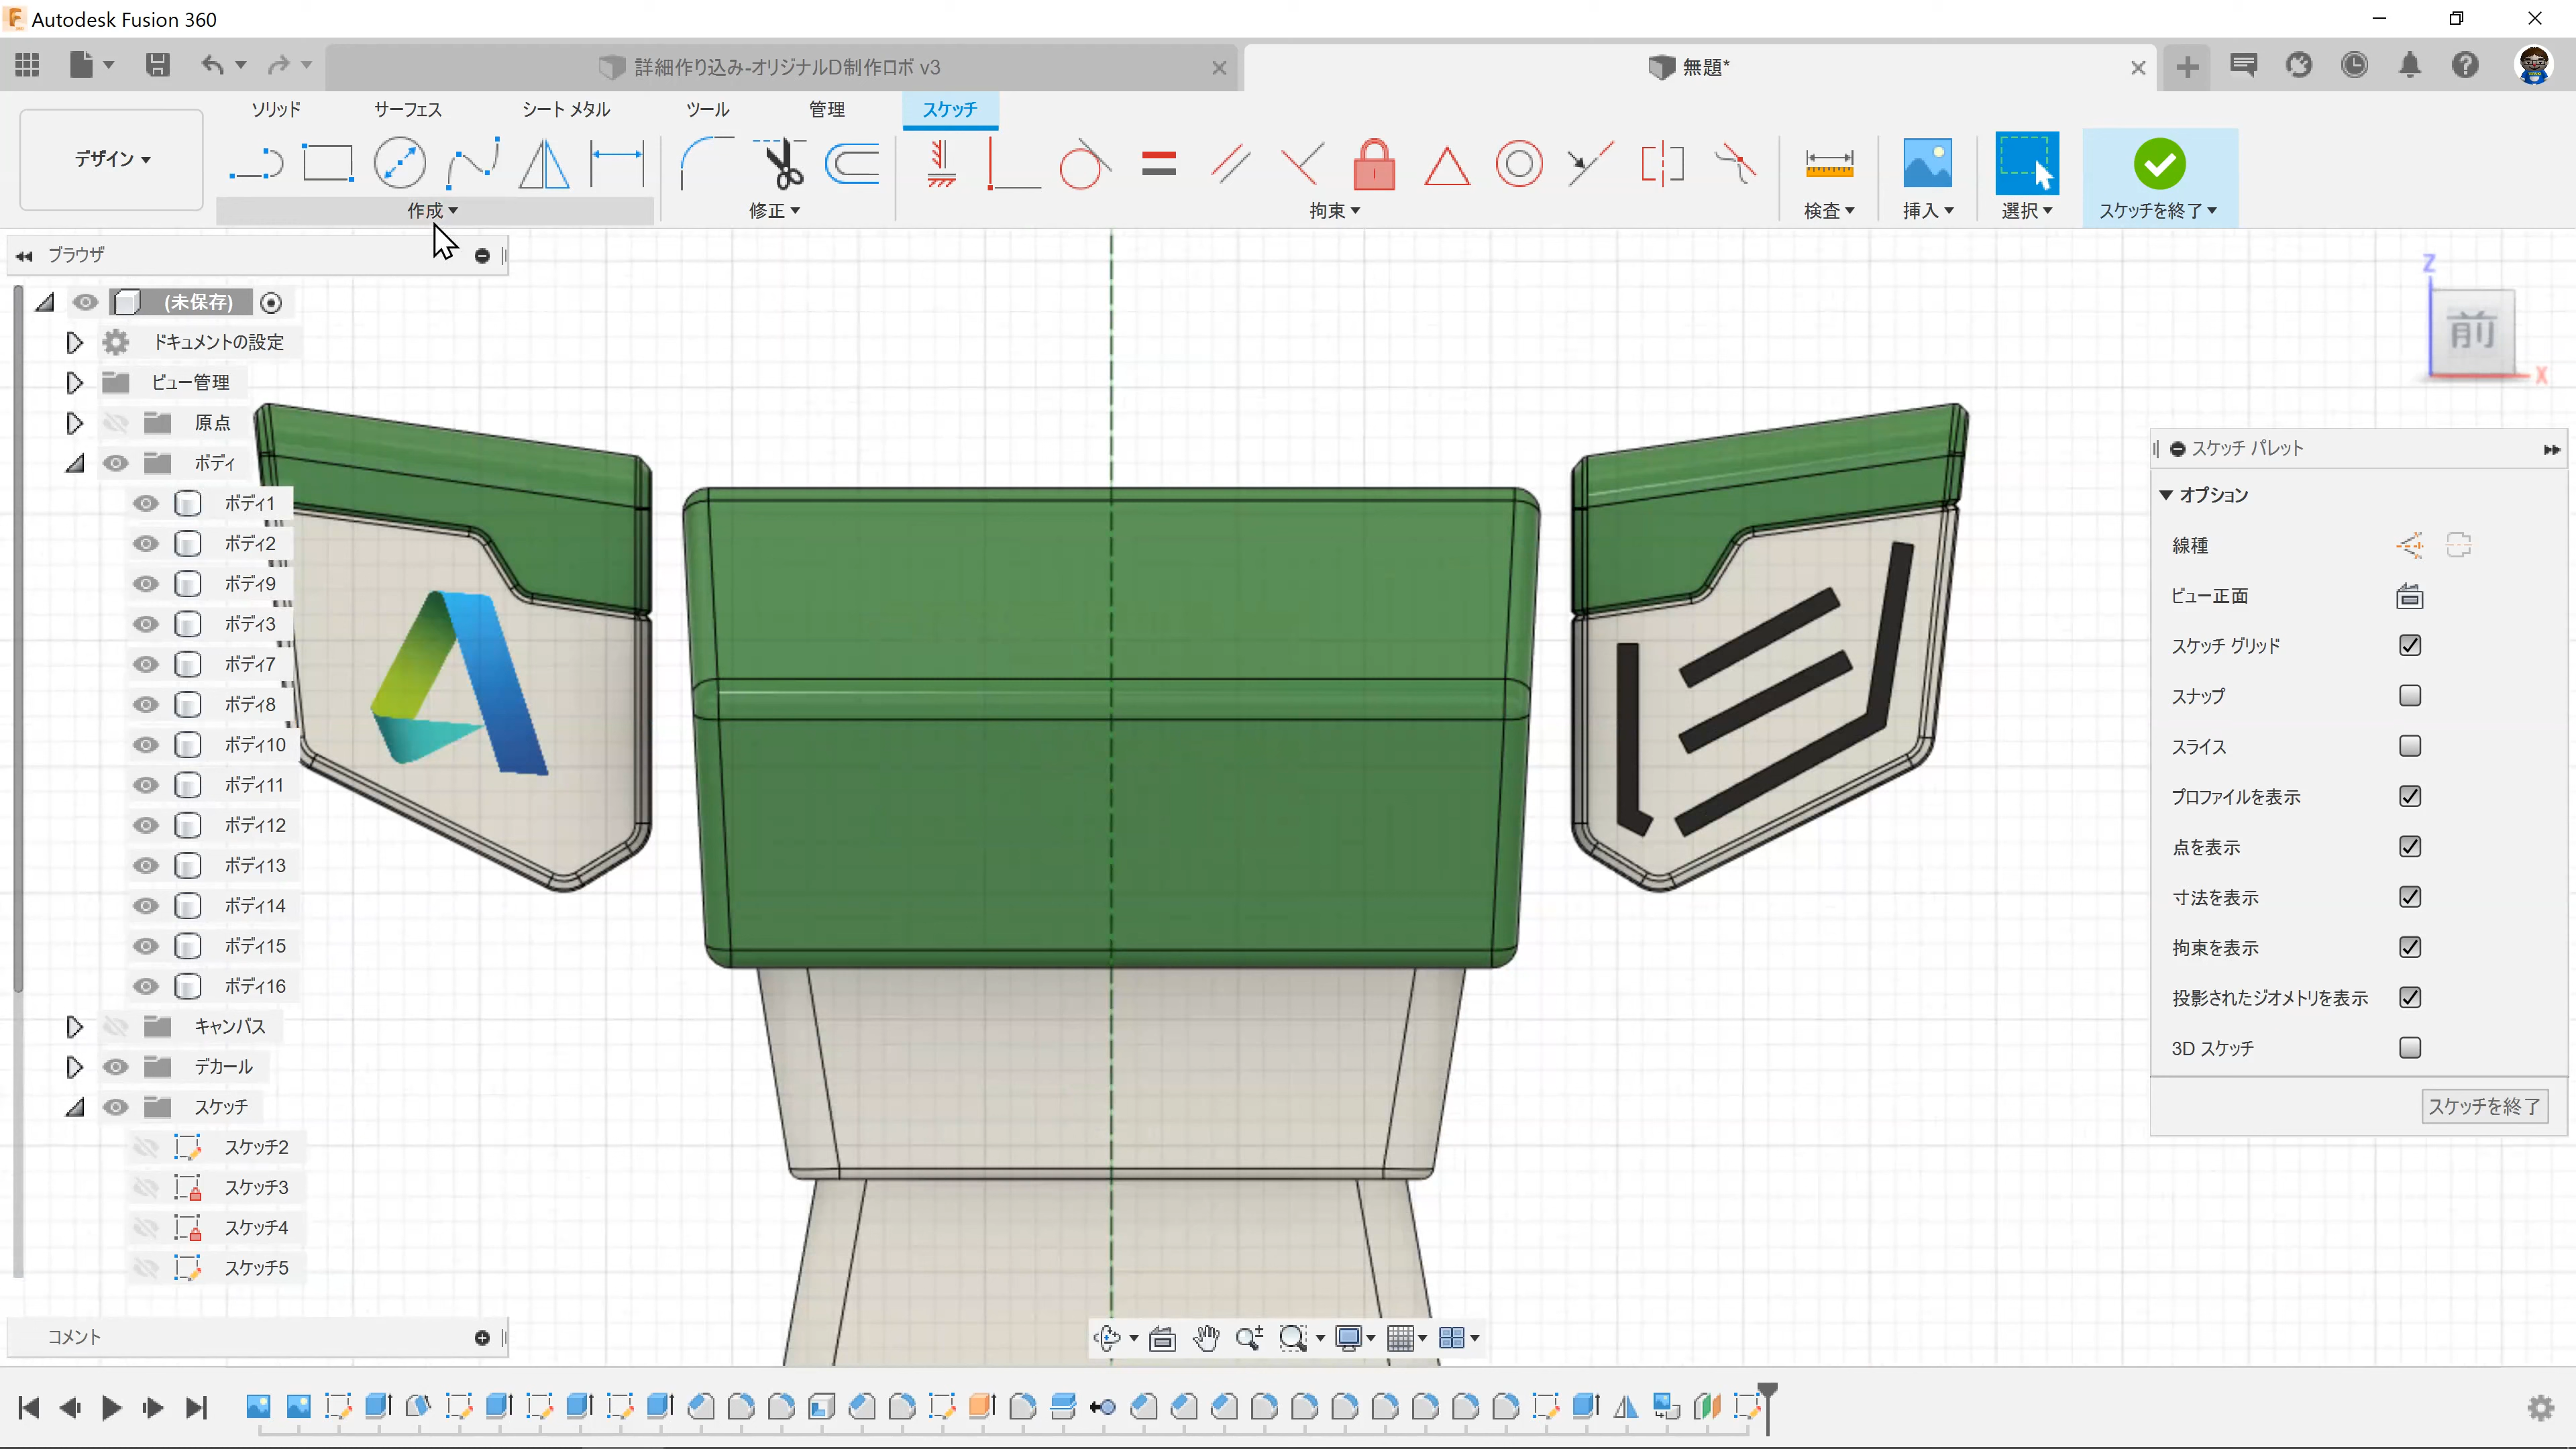 Autodesk Fusion 360
詳細作り込み-オリジナルD制作ロボ v3
無題*
ソリッド
サーフェス
シート メタル
ツール
管理
スケッチ
デザイン
作成
修正
拘束
検査
挿入
選択
スケッチを終了
ブラウザ
(未保存)
ドキュメントの設定
ビュー管理
原点
ボディ
ボディ1
ボディ2
ボディ9
ボディ3
ボディ7
ボディ8
ボディ10
ボディ11
ボディ12
ボディ13
ボディ14
ボディ15
ボディ16
キャンバス
デカール
スケッチ
スケッチ2
スケッチ3
スケッチ4
スケッチ5
コメント
Z
前
X
スケッチ パレット
オプション
線種
ビュー正面
スケッチ グリッド
スナップ
スライス
プロファイルを表示
点を表示
寸法を表示
拘束を表示
投影されたジオメトリを表示
3D スケッチ
スケッチを終了